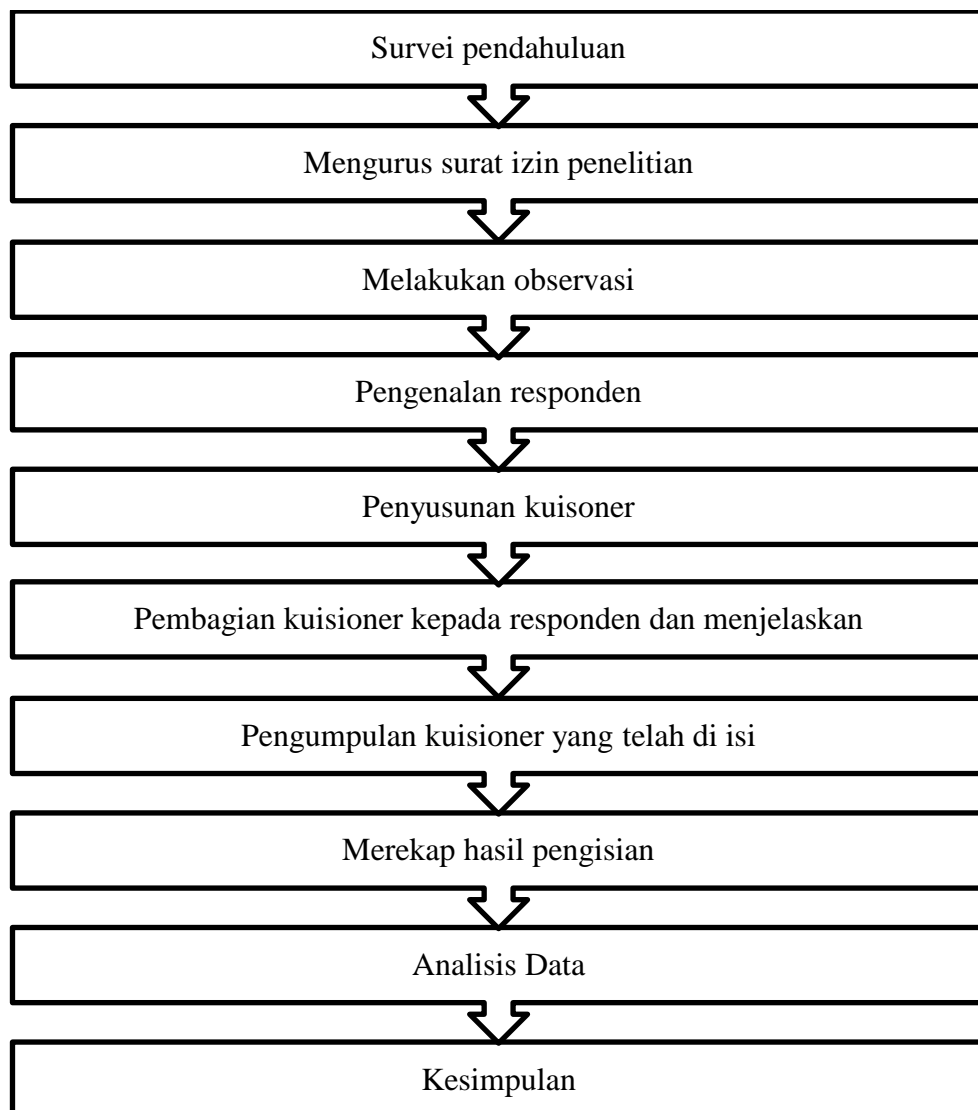 Survei pendahuluan
Mengurus surat izin penelitian
Melakukan observasi
Pengenalan responden
Penyusunan kuisoner
Pembagian kuisioner kepada responden dan menjelaskan
Pengumpulan kuisioner yang telah di isi
Merekap hasil pengisian
Analisis Data
Kesimpulan